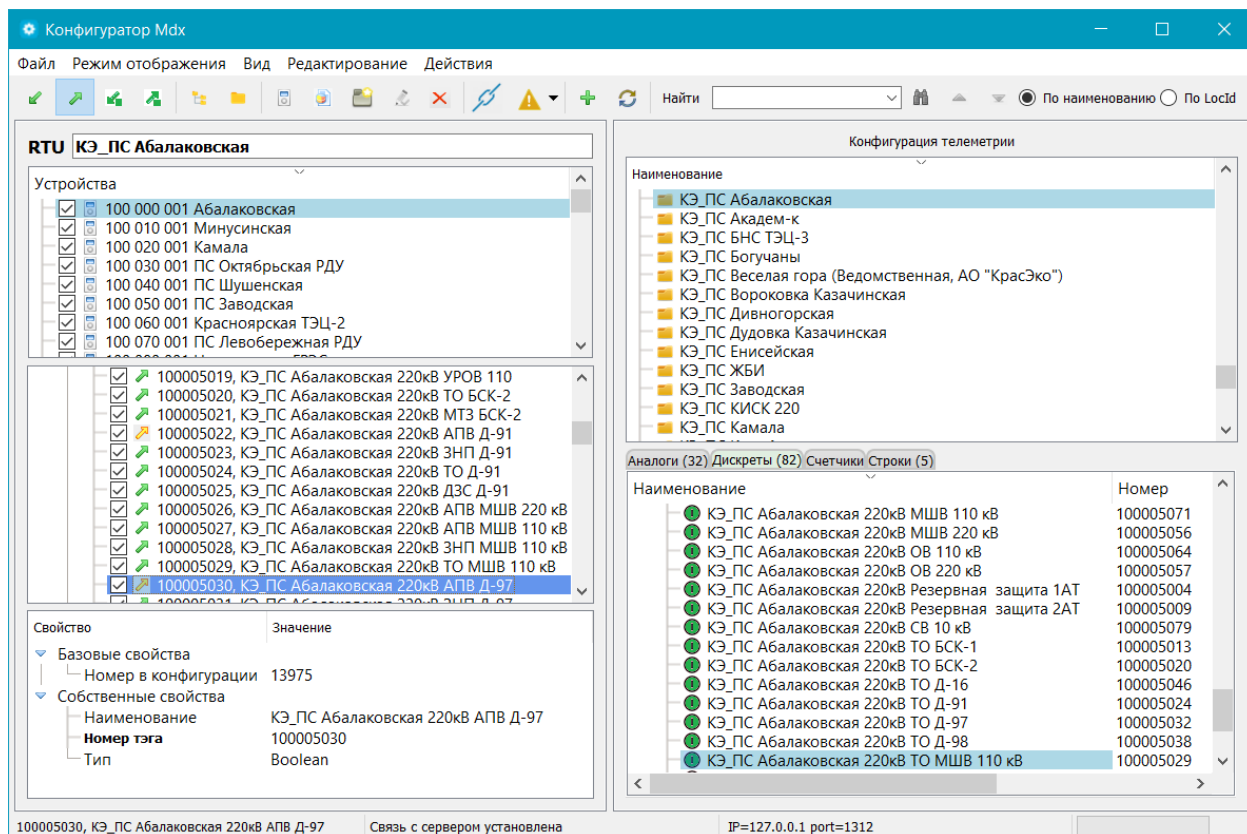 Конфигуратор Mdx
Файл Режим отображения Вид Редактирование Действия
Найти По наименованию По LocId
RTU КЭ_ПС Абалаковская
Устройства
100 000 001 Абалаковская
100 010 001 Минусинская
100 020 001 Камала
100 030 001 ПС Октябрьская РДУ
100 040 001 ПС Шушенская
100 050 001 ПС Заводская
100 060 001 Красноярская ТЭЦ-2
100 070 001 ПС Левобережная РДУ
100005019, КЭ_ПС Абалаковская 220кВ УРОВ 110
100005020, КЭ_ПС Абалаковская 220кВ ТО БСК-2
100005021, КЭ_ПС Абалаковская 220кВ МТЗ БСК-2
100005022, КЭ_ПС Абалаковская 220кВ АПВ Д-91
100005023, КЭ_ПС Абалаковская 220кВ ЗНП Д-91
100005024, КЭ_ПС Абалаковская 220кВ ТО Д-91
100005025, КЭ_ПС Абалаковская 220кВ ДЗС Д-91
100005026, КЭ_ПС Абалаковская 220кВ АПВ МШВ 220 кВ
100005027, КЭ_ПС Абалаковская 220кВ АПВ МШВ 110 кВ
100005028, КЭ_ПС Абалаковская 220кВ ЗНП МШВ 110 кВ
100005029, КЭ_ПС Абалаковская 220кВ ТО МШВ 110 кВ
100005030, КЭ_ПС Абалаковская 220кВ АПВ Д-97
Свойство Значение
Базовые свойства
Номер в конфигурации 13975
Собственные свойства
Наименование КЭ_ПС Абалаковская 220кВ АПВ Д-97
Номер тэга 100005030
Тип Boolean
Конфигурация телеметрии
Наименование
КЭ_ПС Абалаковская
КЭ_ПС Академ-к
КЭ_ПС БНС ТЭЦ-3
КЭ_ПС Богучаны
КЭ_ПС Веселая гора (Ведомственная, АО "КрасЭко")
КЭ_ПС Вороковка Казачинская
КЭ_ПС Дивногорская
КЭ_ПС Дудовка Казачинская
КЭ_ПС Енисейская
КЭ_ПС ЖБИ
КЭ_ПС Заводская
КЭ_ПС КИСК 220
КЭ_ПС Камала
Аналоги (32) Дискреты (82) Счетчики Строки (5)
Наименование Номер
КЭ_ПС Абалаковская 220кВ МШВ 110 кВ 100005071
КЭ_ПС Абалаковская 220кВ МШВ 220 кВ 100005056
КЭ_ПС Абалаковская 220кВ ОВ 110 кВ 100005064
КЭ_ПС Абалаковская 220кВ ОВ 220 кВ 100005057
КЭ_ПС Абалаковская 220кВ Резервная защита 1АТ 100005004
КЭ_ПС Абалаковская 220кВ Резервная защита 2АТ 100005009
КЭ_ПС Абалаковская 220кВ СВ 10 кВ 100005079
КЭ_ПС Абалаковская 220кВ ТО БСК-1 100005013
КЭ_ПС Абалаковская 220кВ ТО БСК-2 100005020
КЭ_ПС Абалаковская 220кВ ТО Д-16 100005046
КЭ_ПС Абалаковская 220кВ ТО Д-91 100005024
КЭ_ПС Абалаковская 220кВ ТО Д-97 100005032
КЭ_ПС Абалаковская 220кВ ТО Д-98 100005038
КЭ_ПС Абалаковская 220кВ ТО МШВ 110 кВ 100005029
100005030, КЭ_ПС Абалаковская 220кВ АПВ Д-97 Связь с сервером установлена IP=127.0.0.1 port=1312